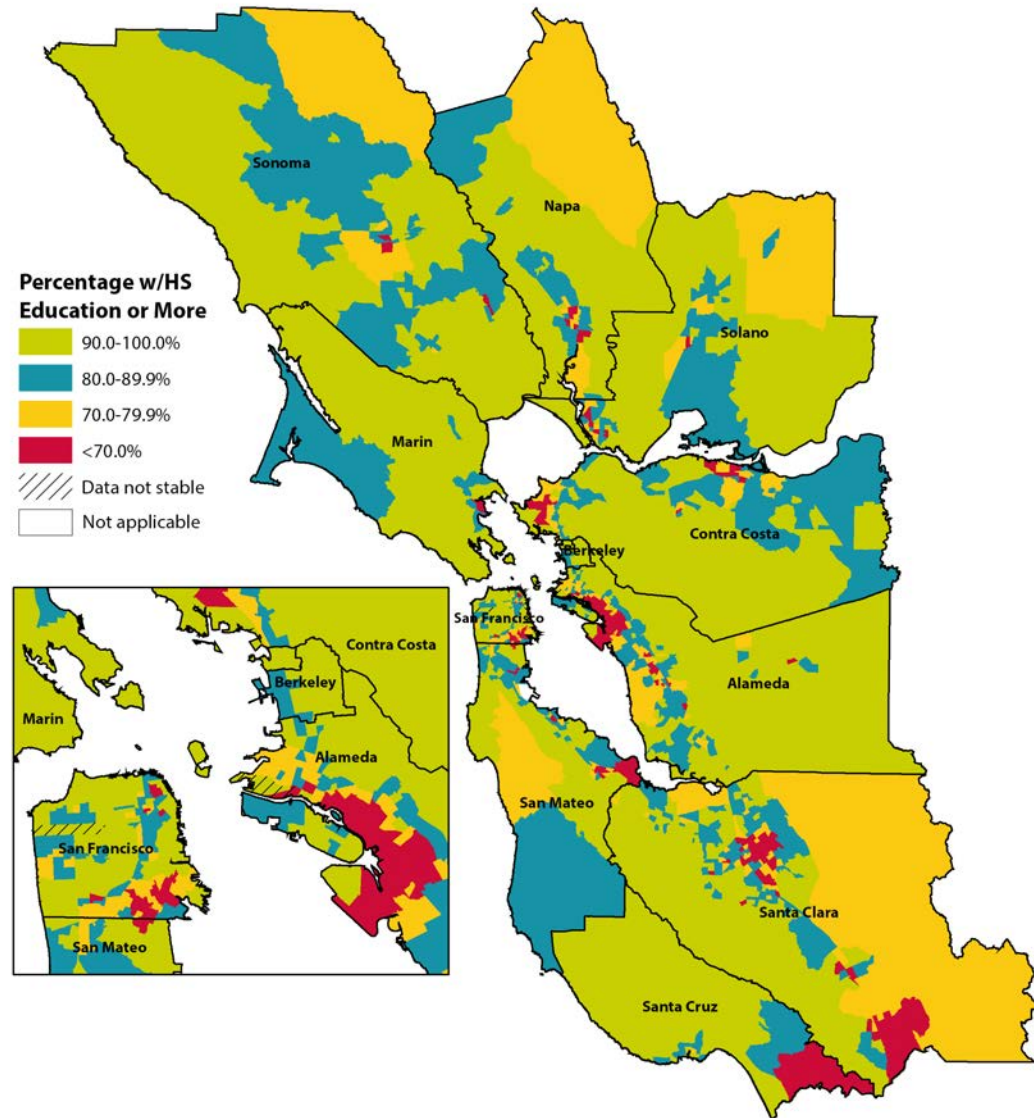 Sonoma
Napa
Solano
Marin
Contra Costa
Berkeley
San Francisco
Alameda
San Mateo
Santa Clara
Santa Cruz
Percentage w/HS
Education or More
90.0-100.0%
80.0-89.9%
70.0-79.9%
<70.0%
Data not stable
Not applicable
Contra Costa
Berkeley
Marin
Alameda
San Francisco
San Mateo